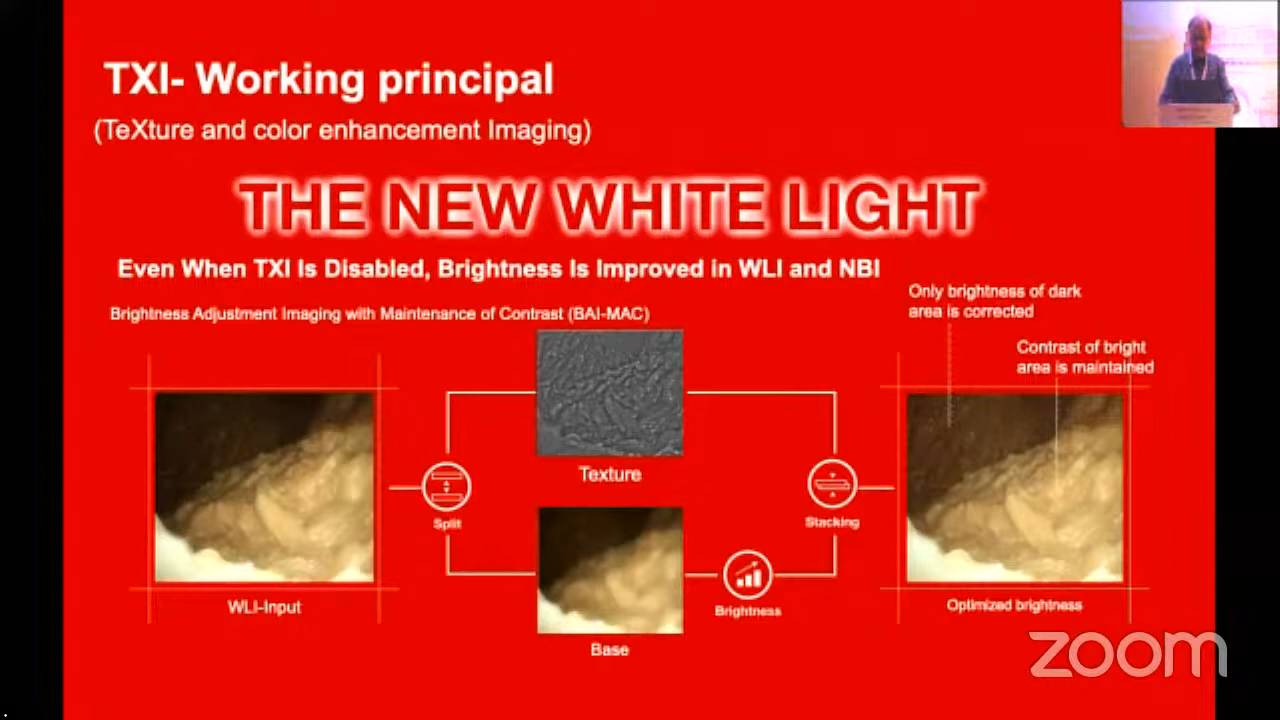 TXI- Working principal
(TeXture and color enhancement Imaging)
THE NEW WHITE LIGHT
Even When TXI Is Disabled, Brightness Is Improved in WLI and NBI
Brightness Adjustment Imaging with Maintenance of Contrast (BAI-MAC)
Only brightness of dark
area is corrected
Contrast of bright
area is maintained
Texture
Split
Stacking
Brightness
WLI-Input
Optimized brightness
Base
zoom